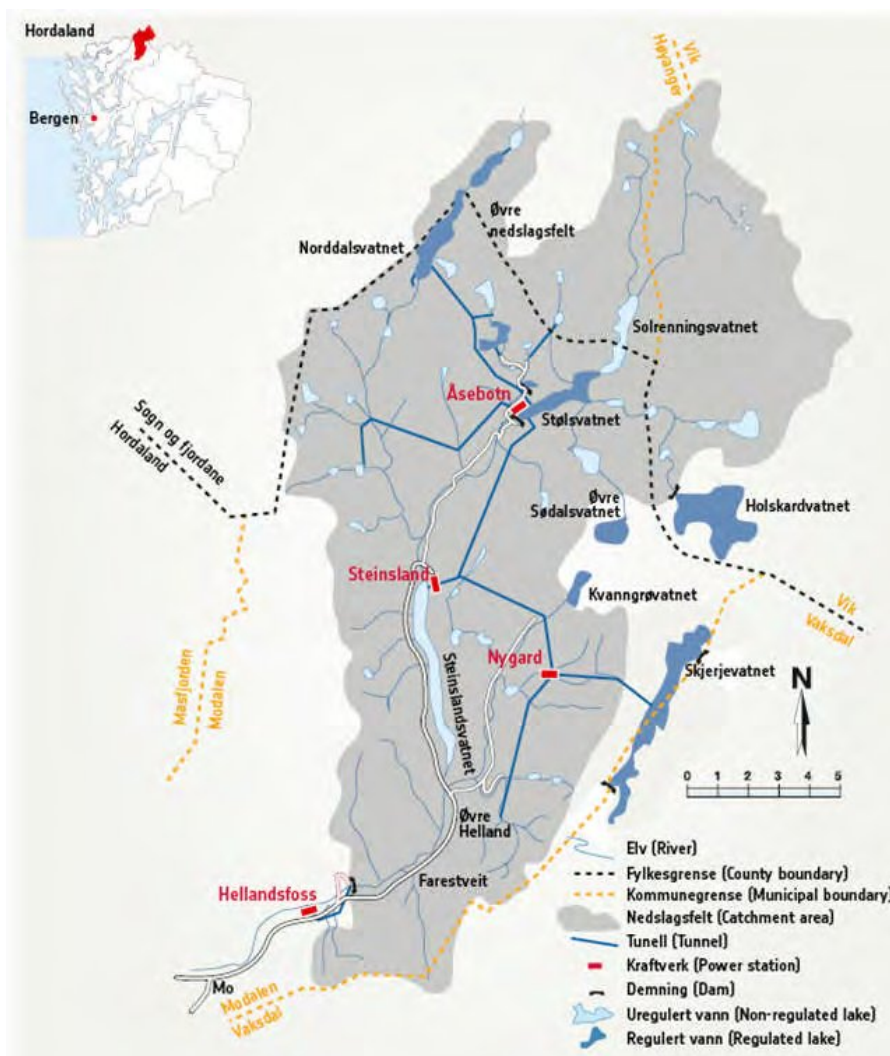 Hordaland
Bergen
Vik
Høyanger
Øvre
nedslagsfelt
Norddalsvatnet
Solrenningsvatnet
Åsebotn
Stølsvatnet
Sogn og fjordane
Hordaland
Øvre
Sødalsvatnet
Holskardvatnet
Steinsland
Kvanngrøvatnet
Vik
Vaksdal
Masfjorden
Modalen
Nygard
Steinslandsvatnet
Skjerjevatnet
N
0 1 2 3 4 5
Øvre
Helland
Farestveit
Hellandsfoss
Mo
Modalen
Vaksdal
Elv (River)
Fylkesgrense (County boundary)
Kommunegrense (Municipal boundary)
Nedslagsfelt (Catchment area)
Tunell (Tunnel)
Kraftverk (Power station)
Demning (Dam)
Uregulert vann (Non-regulated lake)
Regulert vann (Regulated lake)